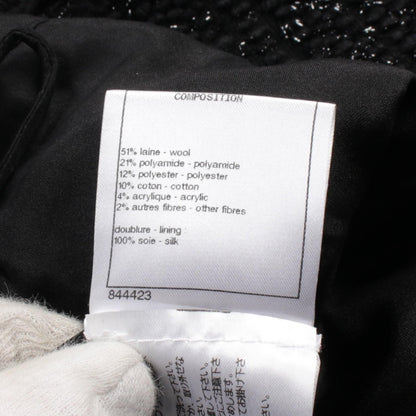 COMPOSITION
51% laine - wool
21% polyamide - polyamide
12% polyester - polyester
10% coton - cotton
4% acrylique - acrylic
2% autres fibres - other fibres
doublure - lining
100% soie - silk
844423